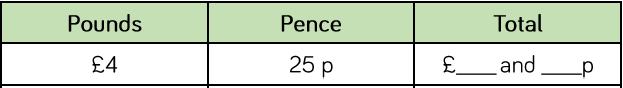 Pounds Pence Total
£4 25 p £___ and ___p